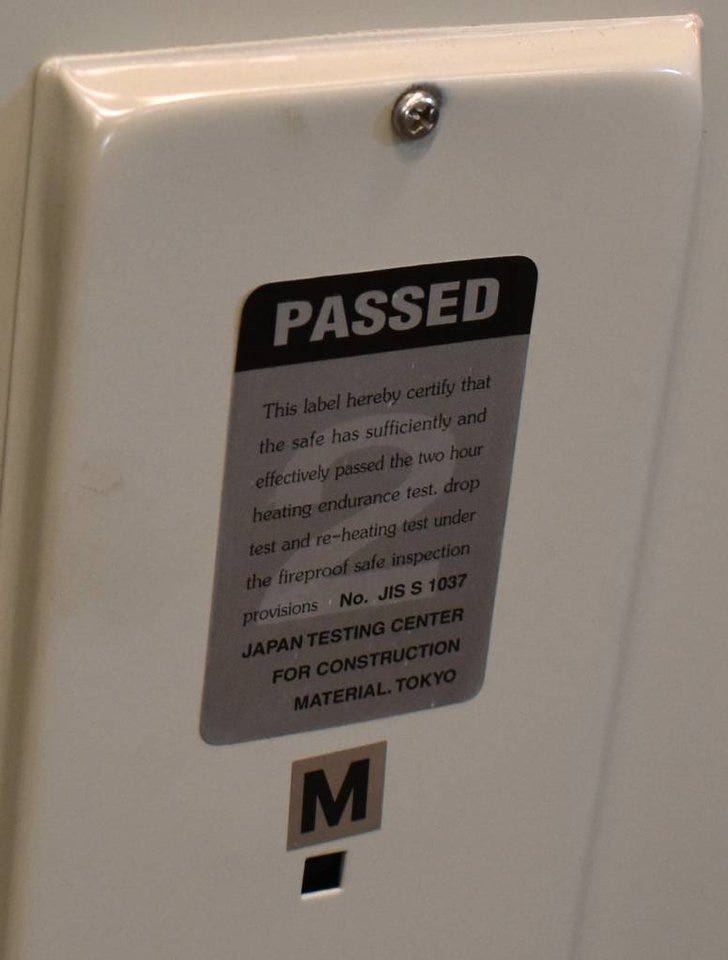 PASSED
This label hereby certify that
the safe has sufficiently and
effectively passed the two hour
heating endurance test. drop
test and re-heating test under
the fireproof safe inspection
provisions No. JIS S 1037
JAPAN TESTING CENTER
FOR CONSTRUCTION
MATERIAL. TOKYO
2
M